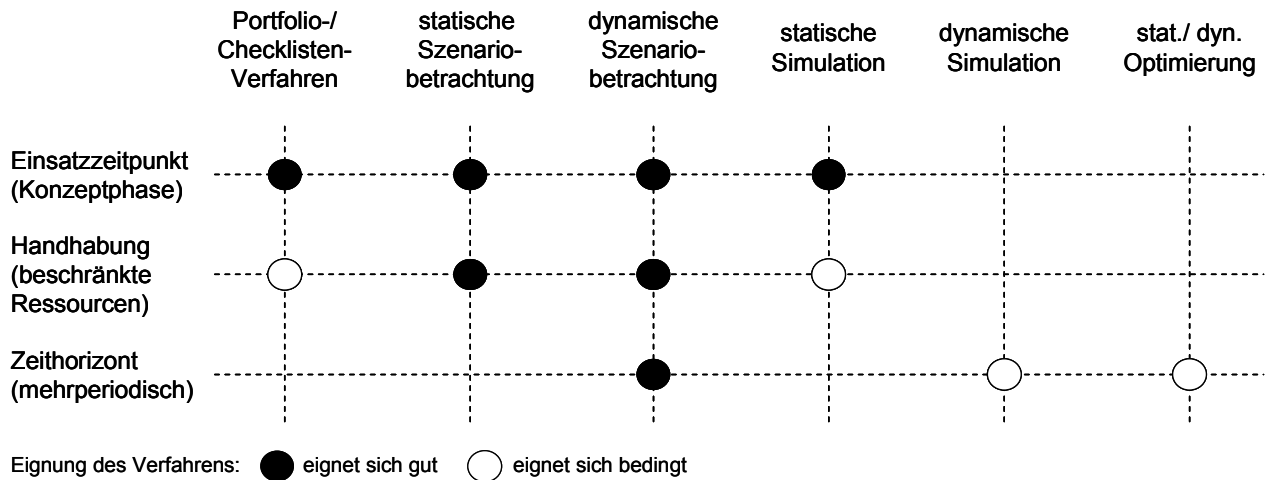 Portfolio-/
Checklisten-
Verfahren
statische
Szenario-
betrachtung
dynamische
Szenario-
betrachtung
statische
Simulation
dynamische
Simulation
stat./ dyn.
Optimierung
Einsatzzeitpunkt
(Konzeptphase)
Handhabung
(beschränkte
Ressourcen)
Zeithorizont
(mehrperiodisch)
Eignung des Verfahrens: eignet sich gut eignet sich bedingt